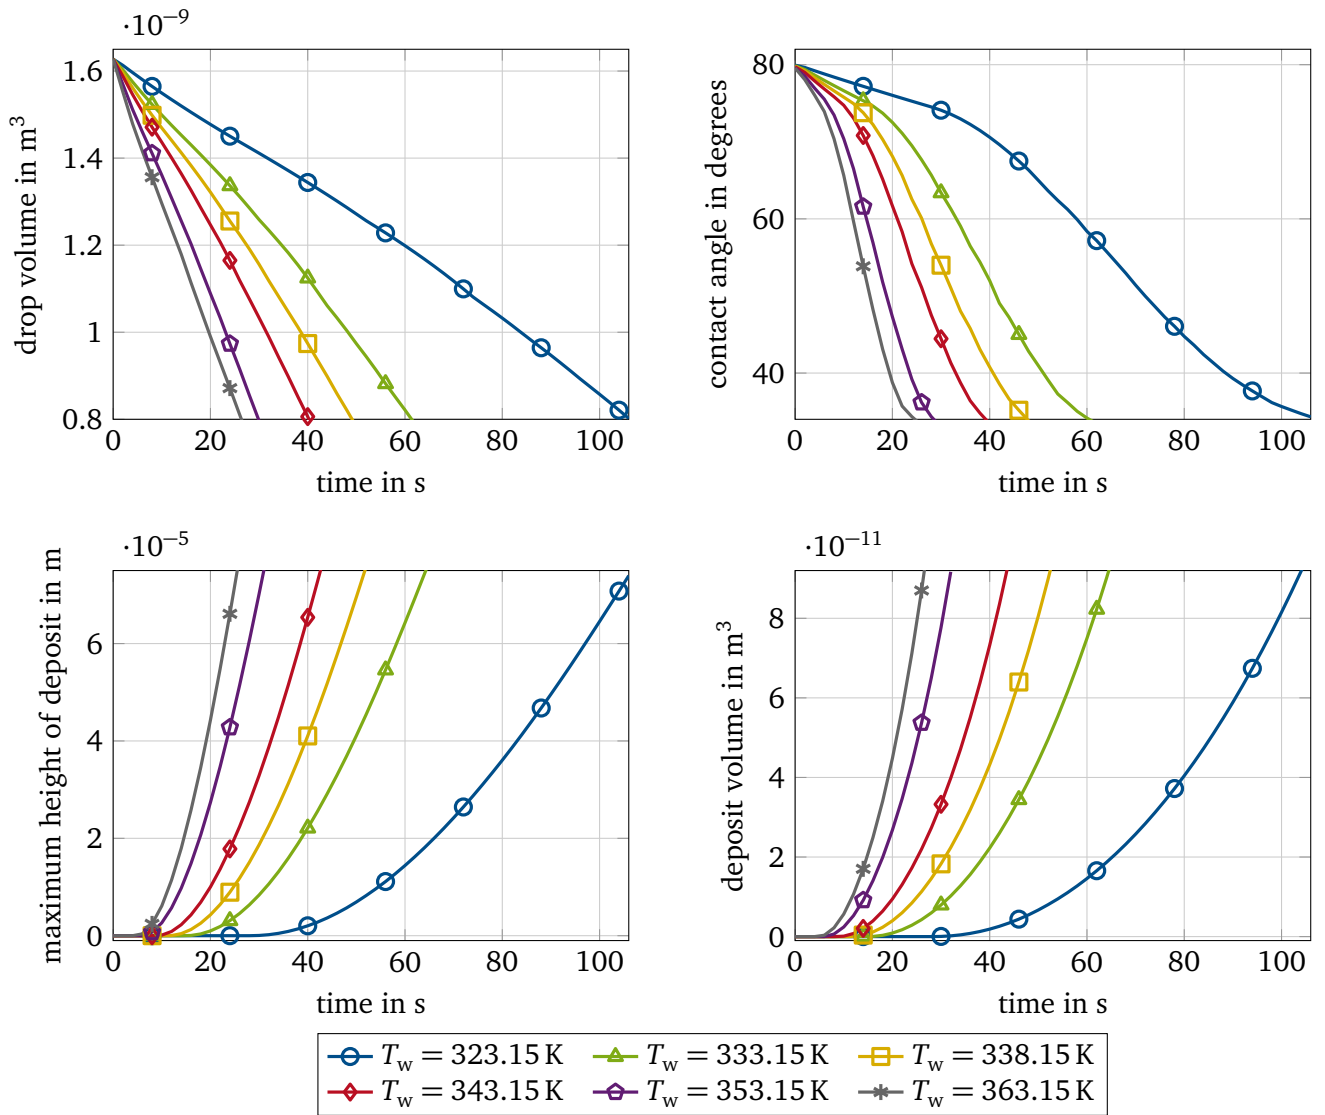 ·10⁻⁹
drop volume in m³
1.6
1.4
1.2
1
0.8
0 20 40 60 80 100
time in s
contact angle in degrees
80
60
40
0 20 40 60 80 100
time in s
·10⁻⁵
maximum height of deposit in m
6
4
2
0
0 20 40 60 80 100
time in s
·10⁻¹¹
deposit volume in m³
8
6
4
2
0
0 20 40 60 80 100
time in s
T_w = 323.15 K T_w = 333.15 K T_w = 338.15 K
T_w = 343.15 K T_w = 353.15 K T_w = 363.15 K